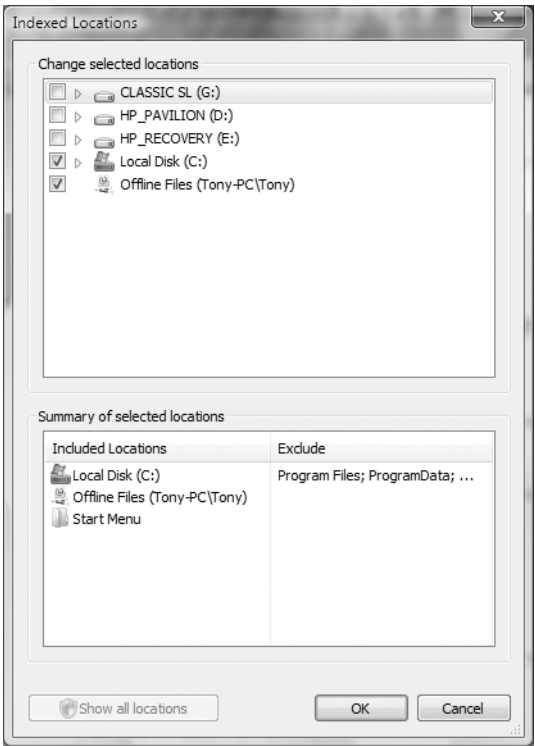 Indexed Locations
Change selected locations
CLASSIC SL (G:)
HP_PAVILION (D:)
HP_RECOVERY (E:)
Local Disk (C:)
Offline Files (Tony-PC\Tony)
Summary of selected locations
Included Locations Exclude
Local Disk (C:) Program Files; ProgramData; ...
Offline Files (Tony-PC\Tony)
Start Menu
Show all locations OK Cancel